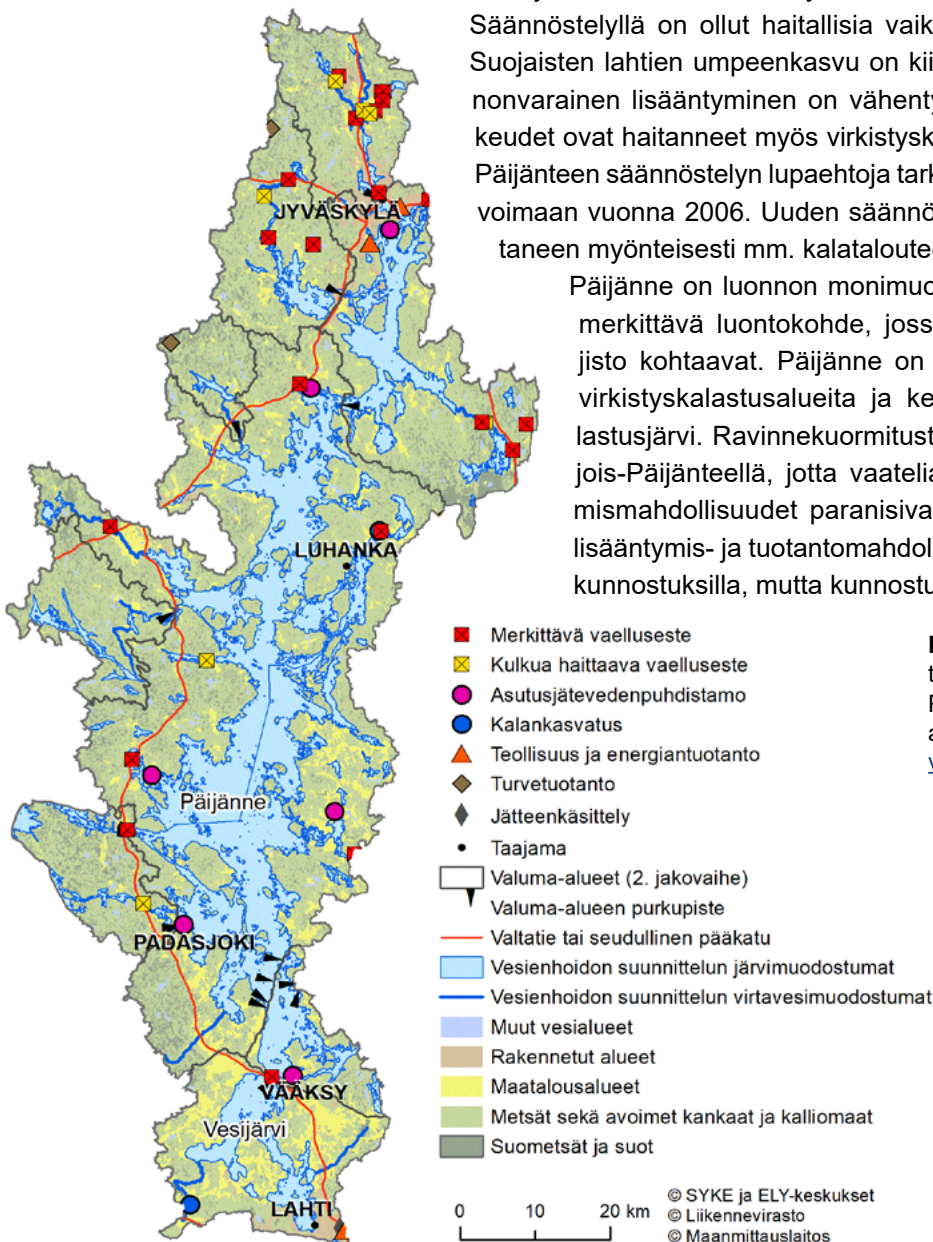 Säännöstelyllä on ollut haitallisia vaik
Suojaisten lahtien umpeenkasvu on kii
nonvarainen lisääntyminen on vähenty
keudet ovat haitanneet myös virkistysk
Päijänteen säännöstelyn lupaehtoja tark
voimaan vuonna 2006. Uuden säännö
taneen myönteisesti mm. kalataloutee
Päijänne on luonnon monimuo
merkittävä luontokohde, joss
jisto kohtaavat. Päijänne on
virkistyskalastusalueita ja ke
lastusjärvi. Ravinnekuormitust
jois-Päijänteellä, jotta vaatelia
mismahdollisuudet paranisiva
lisääntymis- ja tuotantomahdol
kunnostuksilla, mutta kunnostu
JYVÄSKYLÄ
LUHANKA
Päijänne
PADASJOKI
VÄÄKSY
Vesijärvi
LAHTI
Merkittävä vaelluseste
Kulkua haittaava vaelluseste
Asutusjätevedenpuhdistamo
Kalankasvatus
Teollisuus ja energiantuotanto
Turvetuotanto
Jätteenkäsittely
Taajama
Valuma-alueet (2. jakovaihe)
Valuma-alueen purkupiste
Valtatie tai seudullinen pääkatu
Vesienhoidon suunnittelun järvimuodostumat
Vesienhoidon suunnittelun virtavesimuodostumat
Muut vesialueet
Rakennetut alueet
Maatalousalueet
Metsät sekä avoimet kankaat ja kalliomaat
Suometsät ja suot
0 10 20 km
© SYKE ja ELY-keskukset
© Liikennevirasto
© Maanmittauslaitos